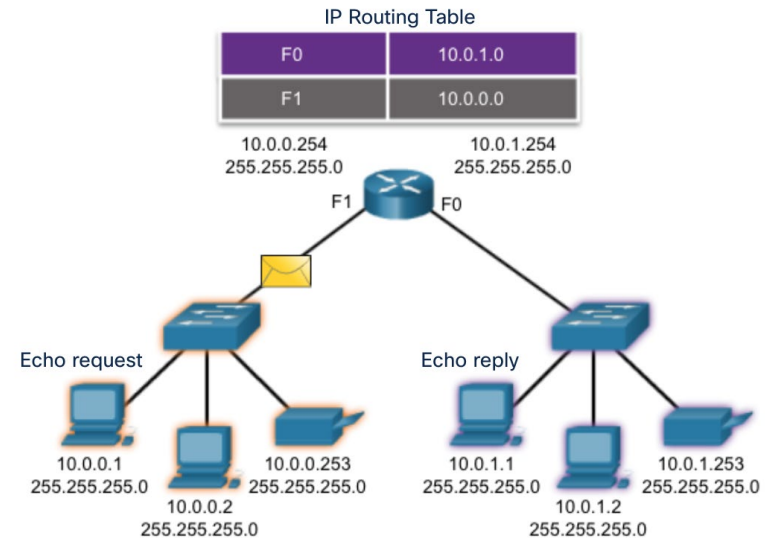 IP Routing Table
F0 10.0.1.0
F1 10.0.0.0
10.0.0.254
255.255.255.0
10.0.1.254
255.255.255.0
F1
F0
Echo request
Echo reply
10.0.0.1
255.255.255.0
10.0.0.2
255.255.255.0
10.0.0.253
255.255.255.0
10.0.1.1
255.255.255.0
10.0.1.2
255.255.255.0
10.0.1.253
255.255.255.0